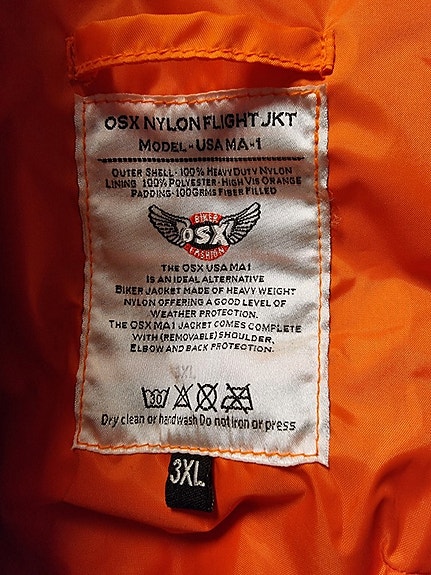 OSX NYLON FLIGHT JKT
MODEL - USA MA-1
OUTER SHELL - 100% HEAVY DUTY NYLON
LINING 100% POLYESTER - HIGH VIS ORANGE
PADDING - 100GRMS FIBER FILLED
BIKER
OSX
FASHION
THE OSX USA MA1
IS AN IDEAL ALTERNATIVE
BIKER JACKET MADE OF HEAVY WEIGHT
NYLON OFFERING A GOOD LEVEL OF
WEATHER PROTECTION.
THE OSX MA1 JACKET COMES COMPLETE
WITH (REMOVABLE) SHOULDER,
ELBOW AND BACK PROTECTION.
3XL
30
Dry clean or handwash Do not iron or press
3XL